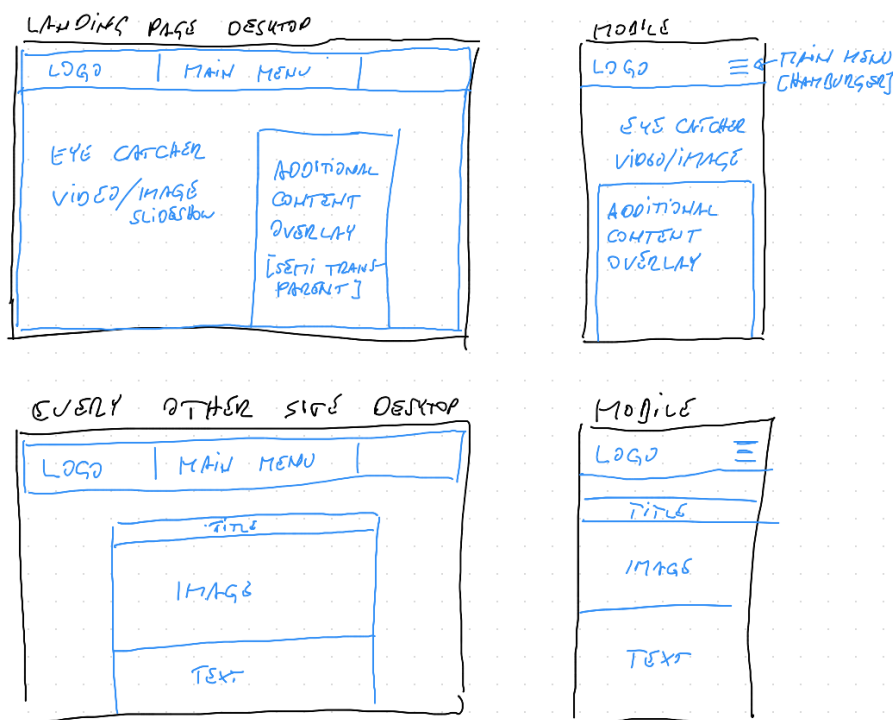 LANDING PAGE DESKTOP
LOGO MAIN MENU
EYE CATCHER
VIDEO/IMAGE
SLIDESHOW
ADDITIONAL
CONTENT
OVERLAY
[SEMI TRANS-
PARENT]
MOBILE
LOGO
MAIN MENU
[HAMBURGER]
EYE CATCHER
VIDEO/IMAGE
ADDITIONAL
CONTENT
OVERLAY
EVERY OTHER SITE DESKTOP
LOGO MAIN MENU
TITLE
IMAGE
TEXT
MOBILE
LOGO
TITLE
IMAGE
TEXT